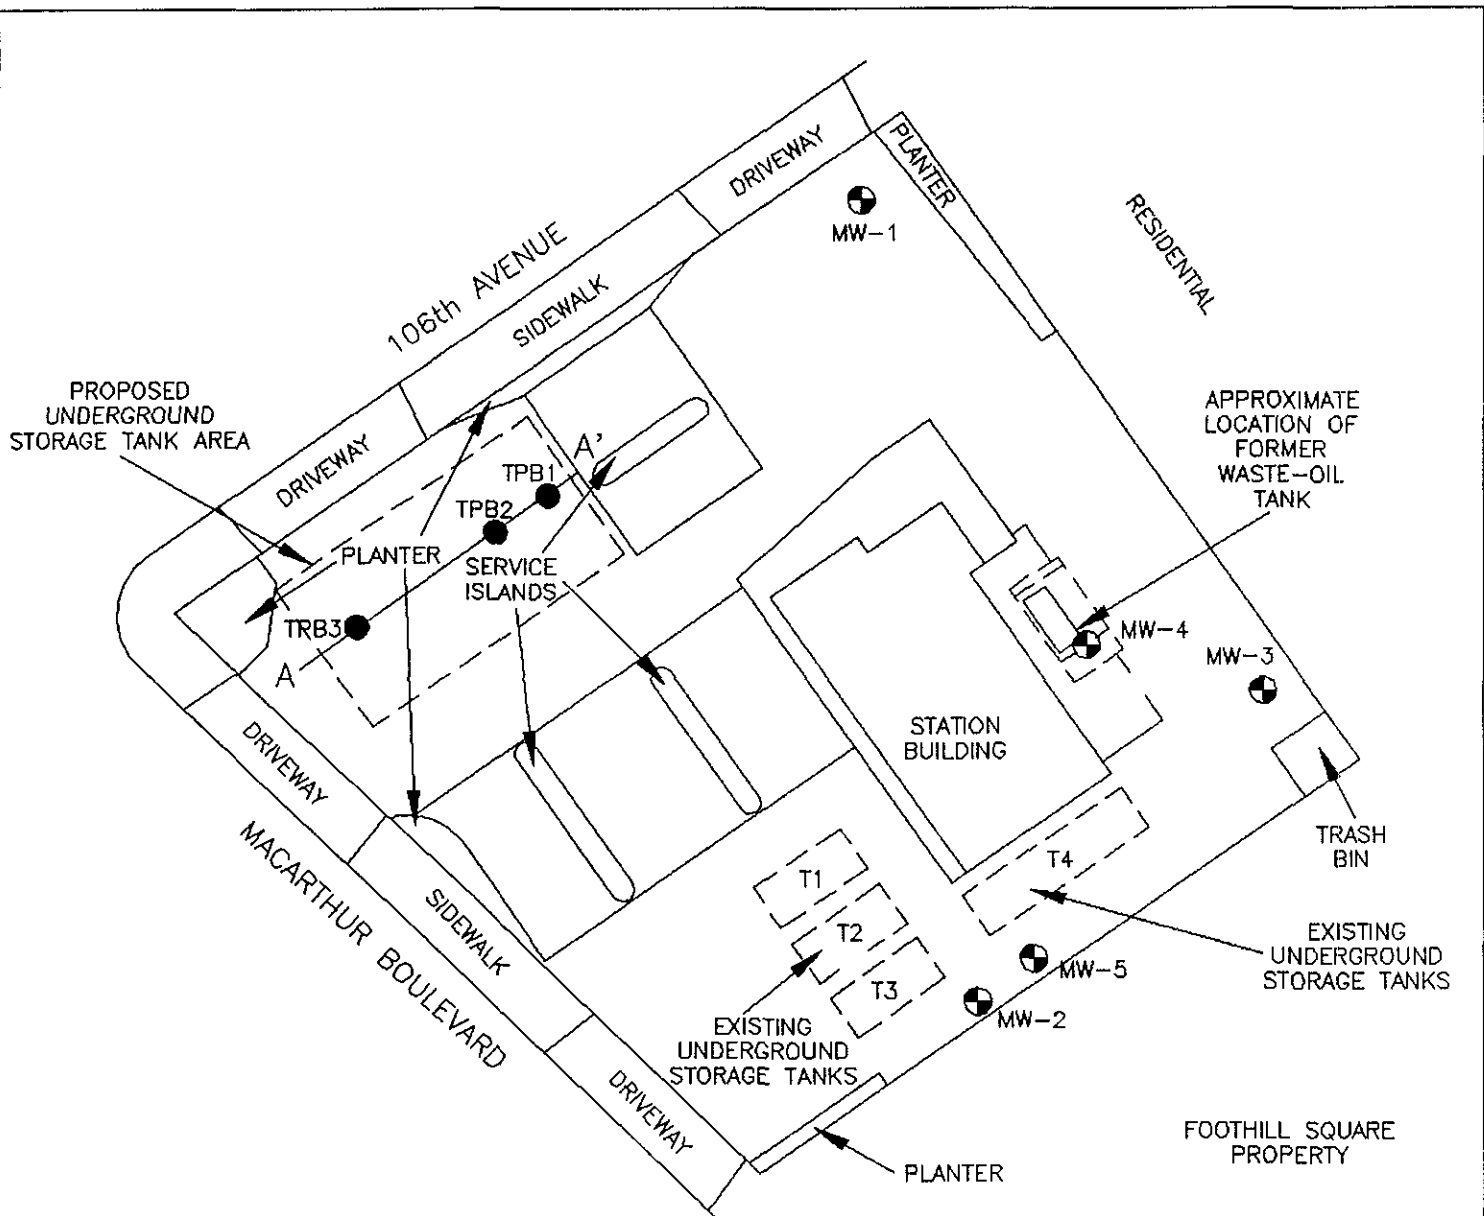 DRIVEWAY
PLANTER
MW-1
RESIDENTIAL
106th AVENUE
SIDEWALK
PROPOSED
UNDERGROUND
STORAGE TANK AREA
DRIVEWAY
A'
TPB1
TPB2
PLANTER
SERVICE
ISLANDS
TRB3
A
APPROXIMATE
LOCATION OF
FORMER
WASTE-OIL
TANK
MW-4
MW-3
STATION
BUILDING
DRIVEWAY
MACARTHUR BOULEVARD
SIDEWALK
TRASH
BIN
T1
T2
T3
T4
EXISTING
UNDERGROUND
STORAGE TANKS
MW-5
MW-2
EXISTING
UNDERGROUND
STORAGE TANKS
DRIVEWAY
PLANTER
FOOTHILL SQUARE
PROPERTY